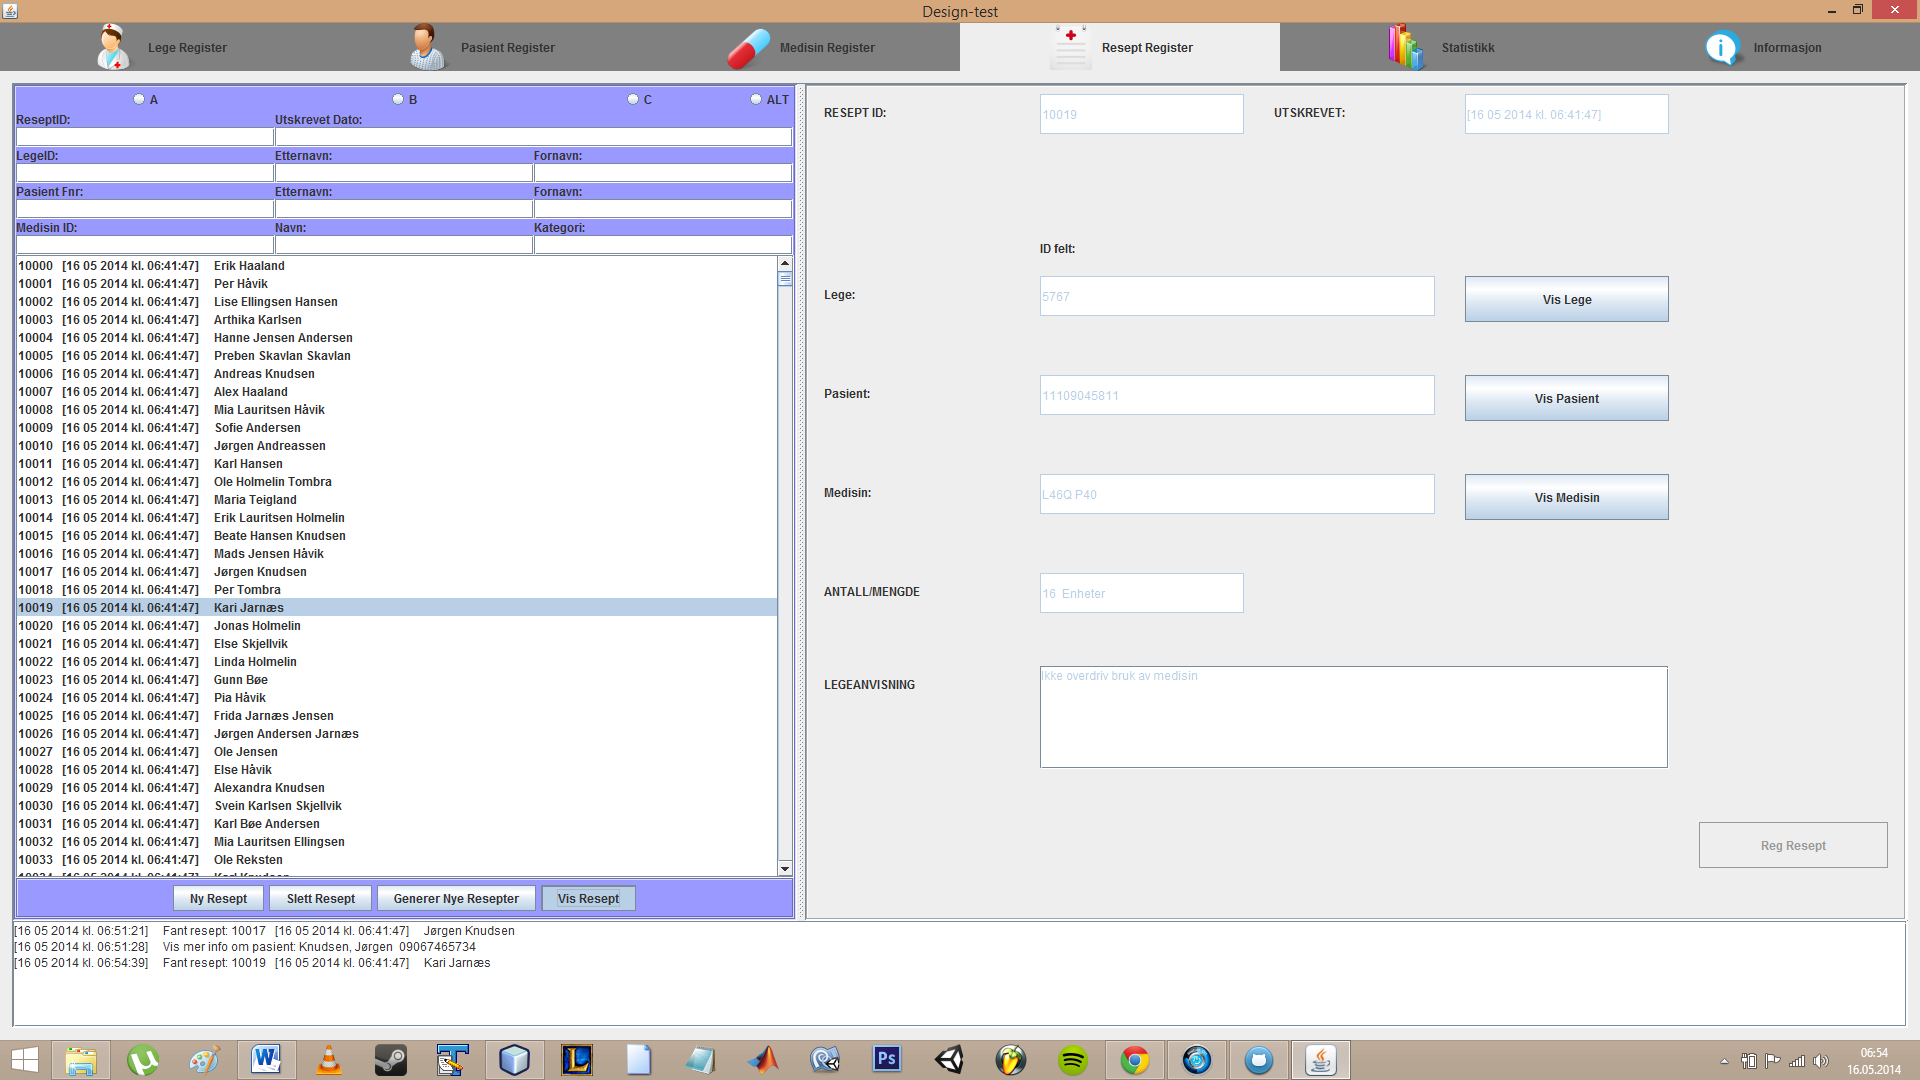 Design-test
Lege Register
Pasient Register
Medisin Register
Resept Register
Statistikk
Informasjon
A B C ALT
ReseptID: Utskrevet Dato:
LegeID: Etternavn: Fornavn:
Pasient Fnr: Etternavn: Fornavn:
Medisin ID: Navn: Kategori:
10000 [16 05 2014 kl. 06:41:47] Erik Haaland
10001 [16 05 2014 kl. 06:41:47] Per Håvik
10002 [16 05 2014 kl. 06:41:47] Lise Ellingsen Hansen
10003 [16 05 2014 kl. 06:41:47] Arthika Karlsen
10004 [16 05 2014 kl. 06:41:47] Hanne Jensen Andersen
10005 [16 05 2014 kl. 06:41:47] Preben Skavlan Skavlan
10006 [16 05 2014 kl. 06:41:47] Andreas Knudsen
10007 [16 05 2014 kl. 06:41:47] Alex Haaland
10008 [16 05 2014 kl. 06:41:47] Mia Lauritsen Håvik
10009 [16 05 2014 kl. 06:41:47] Sofie Andersen
10010 [16 05 2014 kl. 06:41:47] Jørgen Andreassen
10011 [16 05 2014 kl. 06:41:47] Karl Hansen
10012 [16 05 2014 kl. 06:41:47] Ole Holmelin Tombra
10013 [16 05 2014 kl. 06:41:47] Maria Teigland
10014 [16 05 2014 kl. 06:41:47] Erik Lauritsen Holmelin
10015 [16 05 2014 kl. 06:41:47] Beate Hansen Knudsen
10016 [16 05 2014 kl. 06:41:47] Mads Jensen Håvik
10017 [16 05 2014 kl. 06:41:47] Jørgen Knudsen
10018 [16 05 2014 kl. 06:41:47] Per Tombra
10019 [16 05 2014 kl. 06:41:47] Kari Jarnæs
10020 [16 05 2014 kl. 06:41:47] Jonas Holmelin
10021 [16 05 2014 kl. 06:41:47] Else Skjellvik
10022 [16 05 2014 kl. 06:41:47] Linda Holmelin
10023 [16 05 2014 kl. 06:41:47] Gunn Bøe
10024 [16 05 2014 kl. 06:41:47] Pia Håvik
10025 [16 05 2014 kl. 06:41:47] Frida Jarnæs Jensen
10026 [16 05 2014 kl. 06:41:47] Jørgen Andersen Jarnæs
10027 [16 05 2014 kl. 06:41:47] Ole Jensen
10028 [16 05 2014 kl. 06:41:47] Else Håvik
10029 [16 05 2014 kl. 06:41:47] Alexandra Knudsen
10030 [16 05 2014 kl. 06:41:47] Svein Karlsen Skjellvik
10031 [16 05 2014 kl. 06:41:47] Karl Bøe Andersen
10032 [16 05 2014 kl. 06:41:47] Mia Lauritsen Ellingsen
10033 [16 05 2014 kl. 06:41:47] Ole Reksten
Ny Resept
Slett Resept
Generer Nye Resepter
Vis Resept
RESEPT ID: 10019 UTSKREVET: [16 05 2014 kl. 06:41:47]
ID felt:
Lege: 5767 Vis Lege
Pasient: 11109045811 Vis Pasient
Medisin: L46Q P40 Vis Medisin
ANTALL/MENGDE 16 Enheter
LEGEANVISNING Ikke overdriv bruk av medisin
Reg Resept
[16 05 2014 kl. 06:51:21] Fant resept: 10017 [16 05 2014 kl. 06:41:47] Jørgen Knudsen
[16 05 2014 kl. 06:51:28] Vis mer info om pasient: Knudsen, Jørgen 09067465734
[16 05 2014 kl. 06:54:39] Fant resept: 10019 [16 05 2014 kl. 06:41:47] Kari Jarnæs
Ps
06:54
16.05.2014